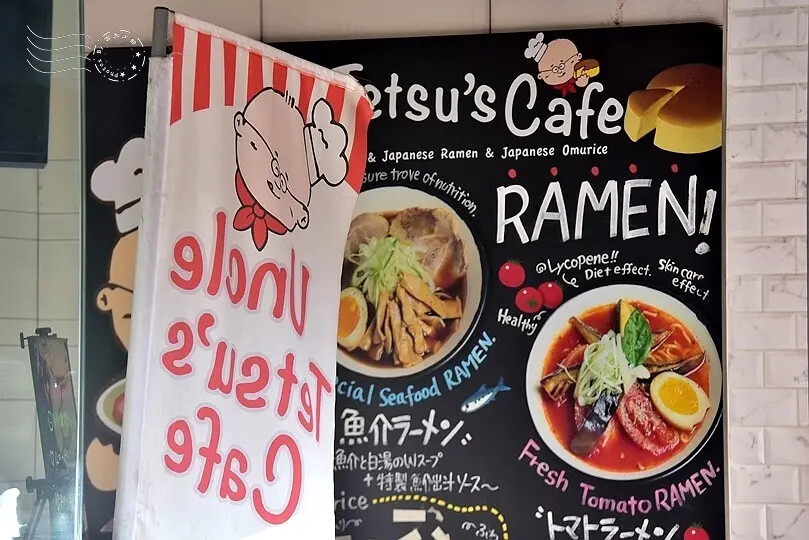 Uncle
Tetsu's
Cafe
Tetsu's Cafe
& Japanese Ramen & Japanese Omurice
sure trove of nutrition.
RAMEN!
@Lycopene!!
Diet effect.
Skin care
effect
Healthy
cial Seafood RAMEN.
魚介ラーメン
魚介と白湯のWスープ
+特製魚介出汁ソース〜
rice
Fresh Tomato RAMEN.
トマトラーメン